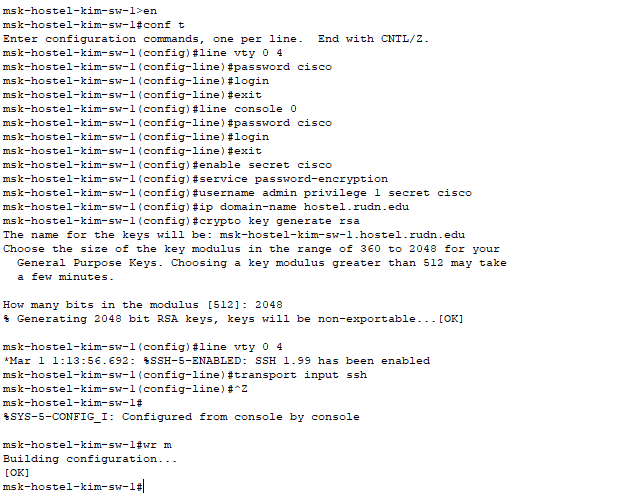 msk-hostel-kim-sw-1>en
msk-hostel-kim-sw-1#conf t
Enter configuration commands, one per line.  End with CNTL/Z.
msk-hostel-kim-sw-1(config)#line vty 0 4
msk-hostel-kim-sw-1(config-line)#password cisco
msk-hostel-kim-sw-1(config-line)#login
msk-hostel-kim-sw-1(config-line)#exit
msk-hostel-kim-sw-1(config)#line console 0
msk-hostel-kim-sw-1(config-line)#password cisco
msk-hostel-kim-sw-1(config-line)#login
msk-hostel-kim-sw-1(config-line)#exit
msk-hostel-kim-sw-1(config)#enable secret cisco
msk-hostel-kim-sw-1(config)#service password-encryption
msk-hostel-kim-sw-1(config)#username admin privilege 1 secret cisco
msk-hostel-kim-sw-1(config)#ip domain-name hostel.rudn.edu
msk-hostel-kim-sw-1(config)#crypto key generate rsa
The name for the keys will be: msk-hostel-kim-sw-1.hostel.rudn.edu
Choose the size of the key modulus in the range of 360 to 2048 for your
  General Purpose Keys. Choosing a key modulus greater than 512 may take
  a few minutes.

How many bits in the modulus [512]: 2048
% Generating 2048 bit RSA keys, keys will be non-exportable...[OK]

msk-hostel-kim-sw-1(config)#line vty 0 4
*Mar 1 1:13:56.692: %SSH-5-ENABLED: SSH 1.99 has been enabled
msk-hostel-kim-sw-1(config-line)#transport input ssh
msk-hostel-kim-sw-1(config-line)#^Z
msk-hostel-kim-sw-1#
%SYS-5-CONFIG_I: Configured from console by console

msk-hostel-kim-sw-1#wr m
Building configuration...
[OK]
msk-hostel-kim-sw-1#